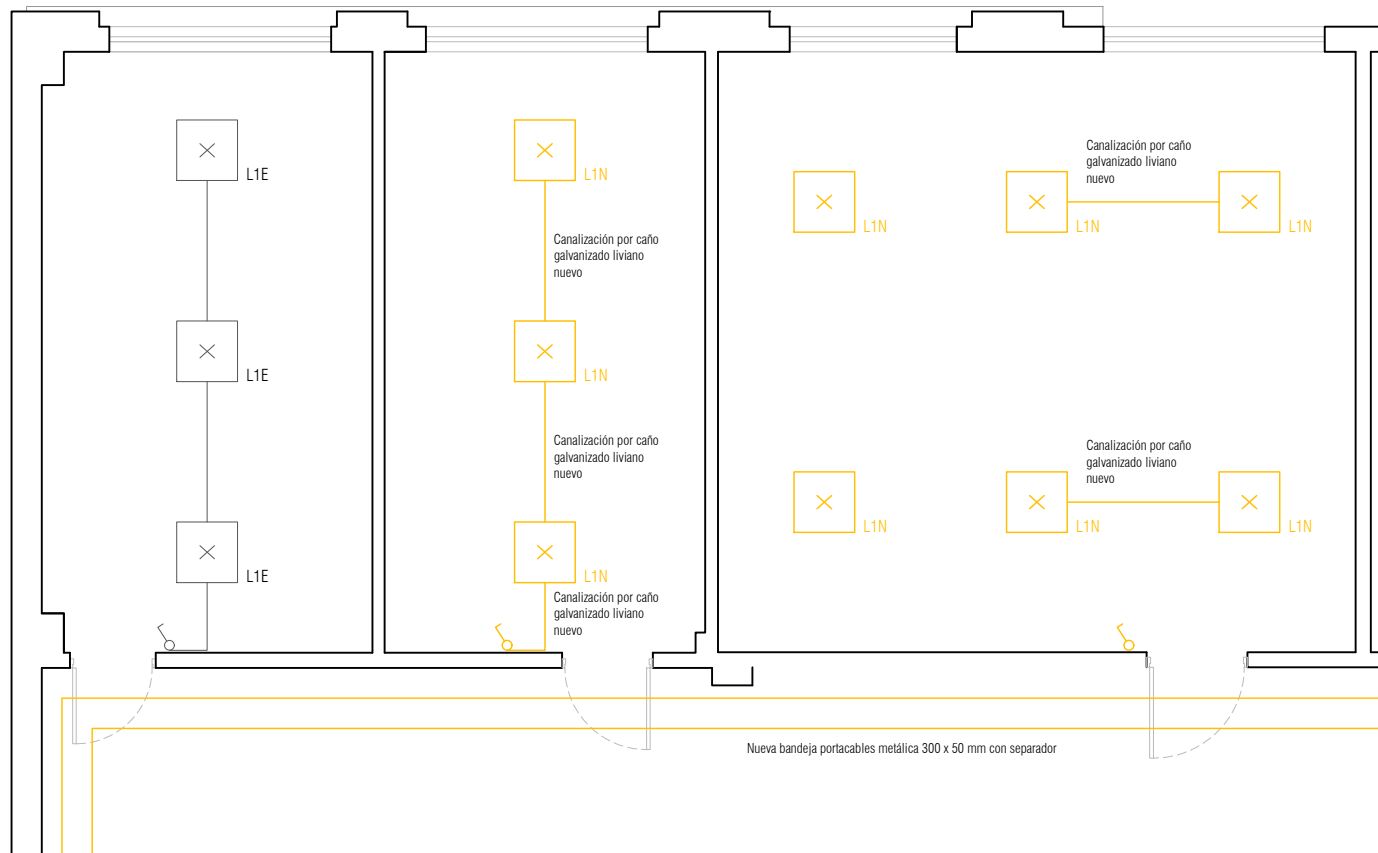 L1E
L1E
L1E
L1N
Canalización por caño
galvanizado liviano
nuevo
L1N
Canalización por caño
galvanizado liviano
nuevo
L1N
Canalización por caño
galvanizado liviano
nuevo
Canalización por caño
galvanizado liviano
nuevo
L1N
L1N
L1N
Canalización por caño
galvanizado liviano
nuevo
L1N
L1N
L1N
Nueva bandeja portacables metálica 300 x 50 mm con separador